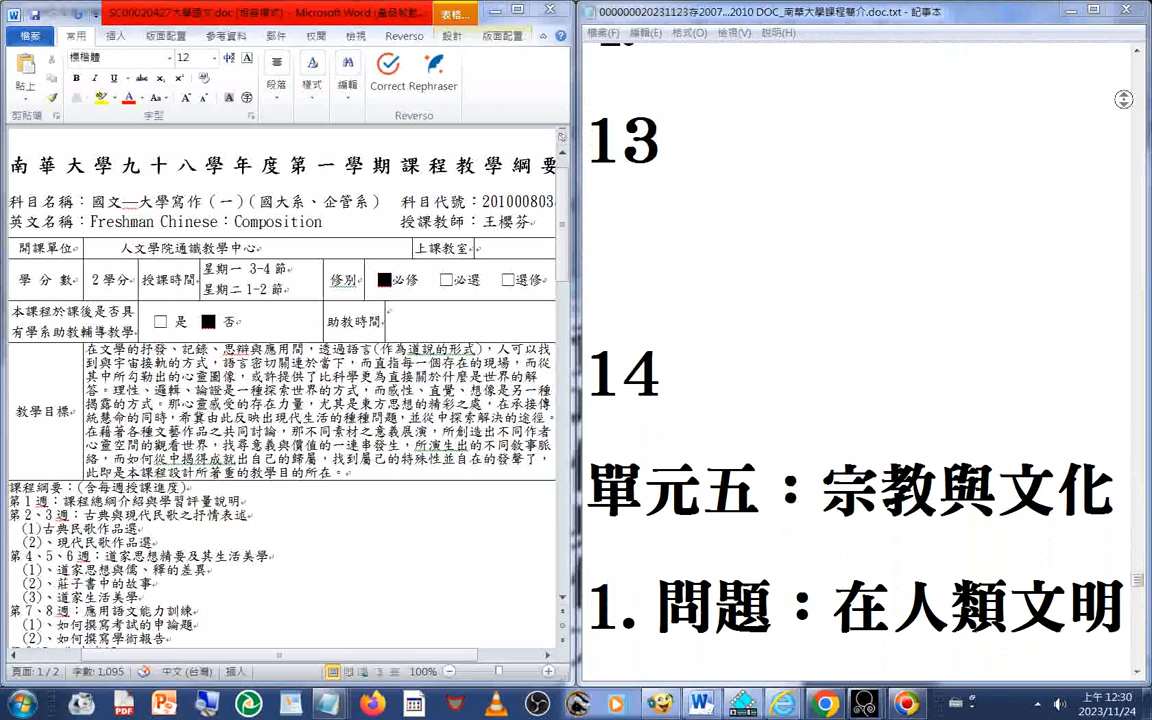 SC00020427大學國文.doc [相容模式] - Microsoft Word (產品啟動...
表格...
檔案 常用 插入 版面配置 參考資料 郵件 校閱 檢視 Reverso 設計 版面配置
標楷體 12
貼上
段落 樣式 編輯 Correct Rephraser
剪貼簿 字型 Reverso
南華大學九十八學年度第一學期課程教學綱要
科目名稱：國文—大學寫作（一）(國大系、企管系) 科目代號：201000803
英文名稱：Freshman Chinese：Composition 授課教師：王櫻芬
開課單位 人文學院通識教學中心 上課教室
學 分 數 2 學分 授課時間 星期一 3-4 節 修別 ■必修 □必選 □選修
星期二 1-2 節
本課程於課後是否具 □ 是 ■ 否 助教時間
有學系助教輔導教學
教學目標
在文學的抒發、記錄、思辯與應用間，透過語言(作為道說的形式)，人可以找
到與宇宙接軌的方式，語言密切關連於當下，而直指每一個存在的現場，而從
其中所勾勒出的心靈圖像，或許提供了比科學更為直接關於什麼是世界的解
答。理性、邏輯、論證是一種探索世界的方式，而感性、直覺、想像是另一種
揭露的方式。那心靈感受的存在力量，尤其是東方思想的精彩之處，在承接傳
統慧命的同時，希冀由此反映出現代生活的種種問題，並從中探索解決的途徑。
在藉著各種文藝作品之共同討論，那不同素材之意義展演，所創造出不同作者
心靈空間的觀看世界，找尋意義與價值的一連串發生，所演生出的不同敘事脈
絡，而如何從中揭得成就出自己的歸屬，找到屬己的特殊性並自在的發聲了，
此即是本課程設計所著重的教學目的所在。
課程綱要：(含每週授課進度)
第 1 週：課程總綱介紹與學習評量說明
第 2、3 週：古典與現代民歌之抒情表述
(1)古典民歌作品選
(2)、現代民歌作品選
第 4、5、6 週：道家思想精要及其生活美學
(1)、道家思想與儒、釋的差異
(2)、莊子書中的故事
(3)、道家生活美學
第 7、8 週：應用語文能力訓練
(1)、如何撰寫考試的申論題
(2)、如何撰寫學術報告
頁面: 1 / 2 字數: 1,095 中文 (台灣) 插入 100%
000000020231123存2007...2010 DOC_南華大學課程簡介.doc.txt - 記事本
檔案(F) 編輯(E) 格式(O) 檢視(V) 說明(H)
13
14
單元五：宗教與文化
1. 問題：在人類文明
上午 12:30
2023/11/24